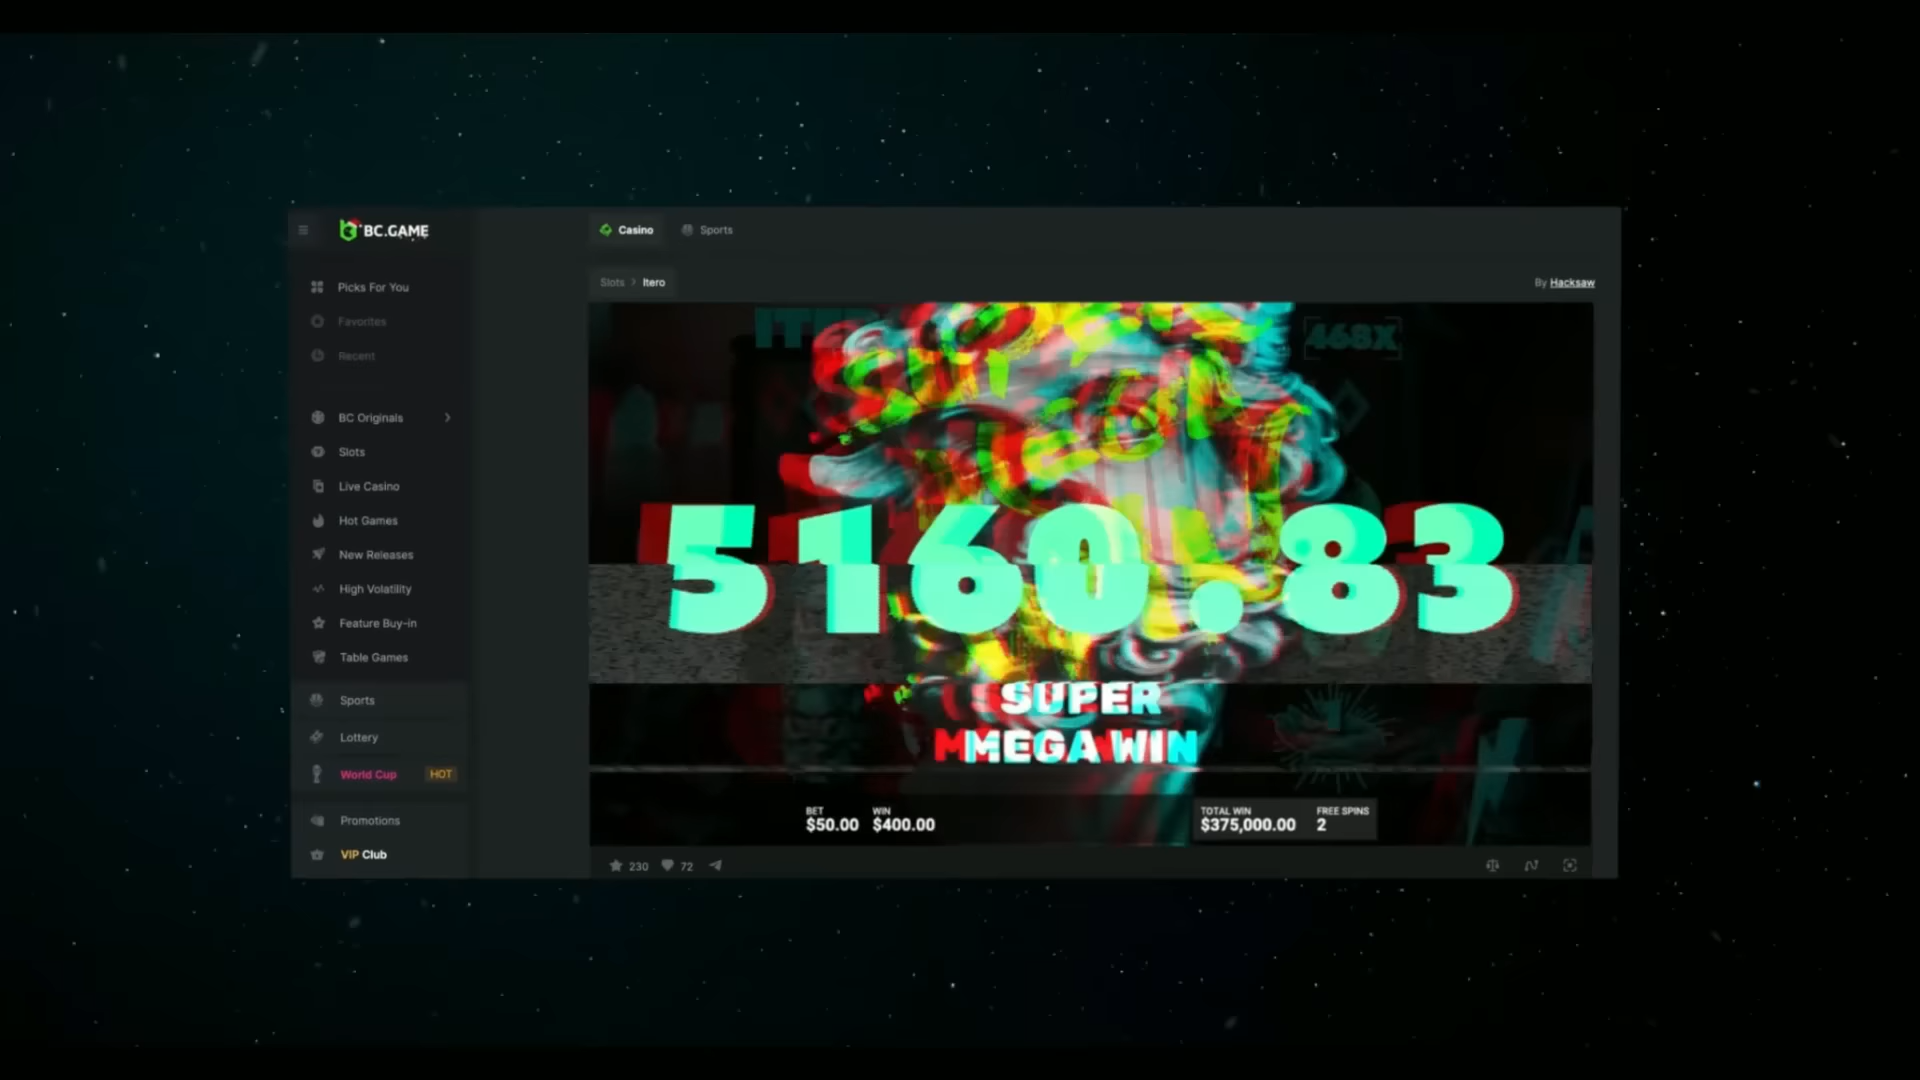 BC.GAME
Casino
Sports
Slots > Itero
By Hacksaw
Picks For You
Favorites
Recent
BC Originals
Slots
Live Casino
Hot Games
New Releases
High Volatility
Feature Buy-in
Table Games
Sports
Lottery
World Cup HOT
Promotions
VIP Club
468X
5160.83
SUPER
MEGA WIN
BET
$50.00
WIN
$400.00
TOTAL WIN
$375,000.00
FREE SPINS
2
230
72